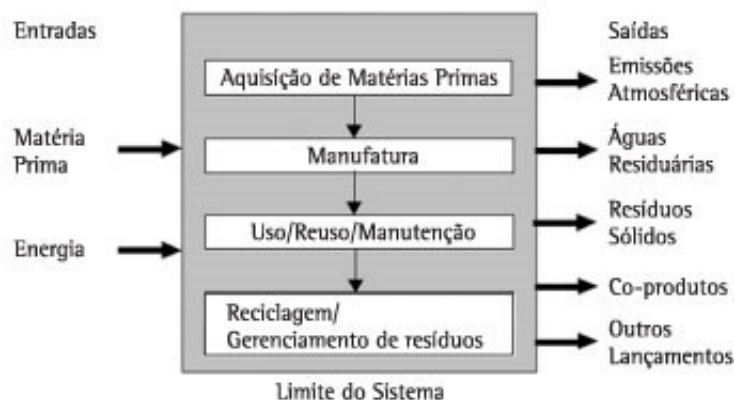 Entradas
Matéria
Prima
Energia
Aquisição de Matérias Primas
Manufatura
Uso/Reuso/Manutenção
Reciclagem/
Gerenciamento de resíduos
Limite do Sistema
Saídas
Emissões
Atmosféricas
Águas
Residuárias
Resíduos
Sólidos
Co-produtos
Outros
Lançamentos